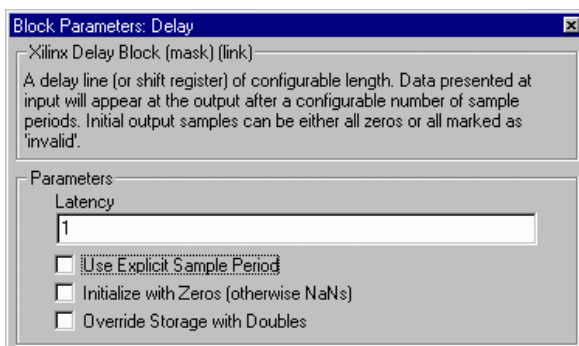 Block Parameters: Delay
Xilinx Delay Block (mask) (link)
A delay line (or shift register) of configurable length. Data presented at
input will appear at the output after a configurable number of sample
periods. Initial output samples can be either all zeros or all marked as
'invalid'.
Parameters
Latency
1
Use Explicit Sample Period
Initialize with Zeros (otherwise NaNs)
Override Storage with Doubles